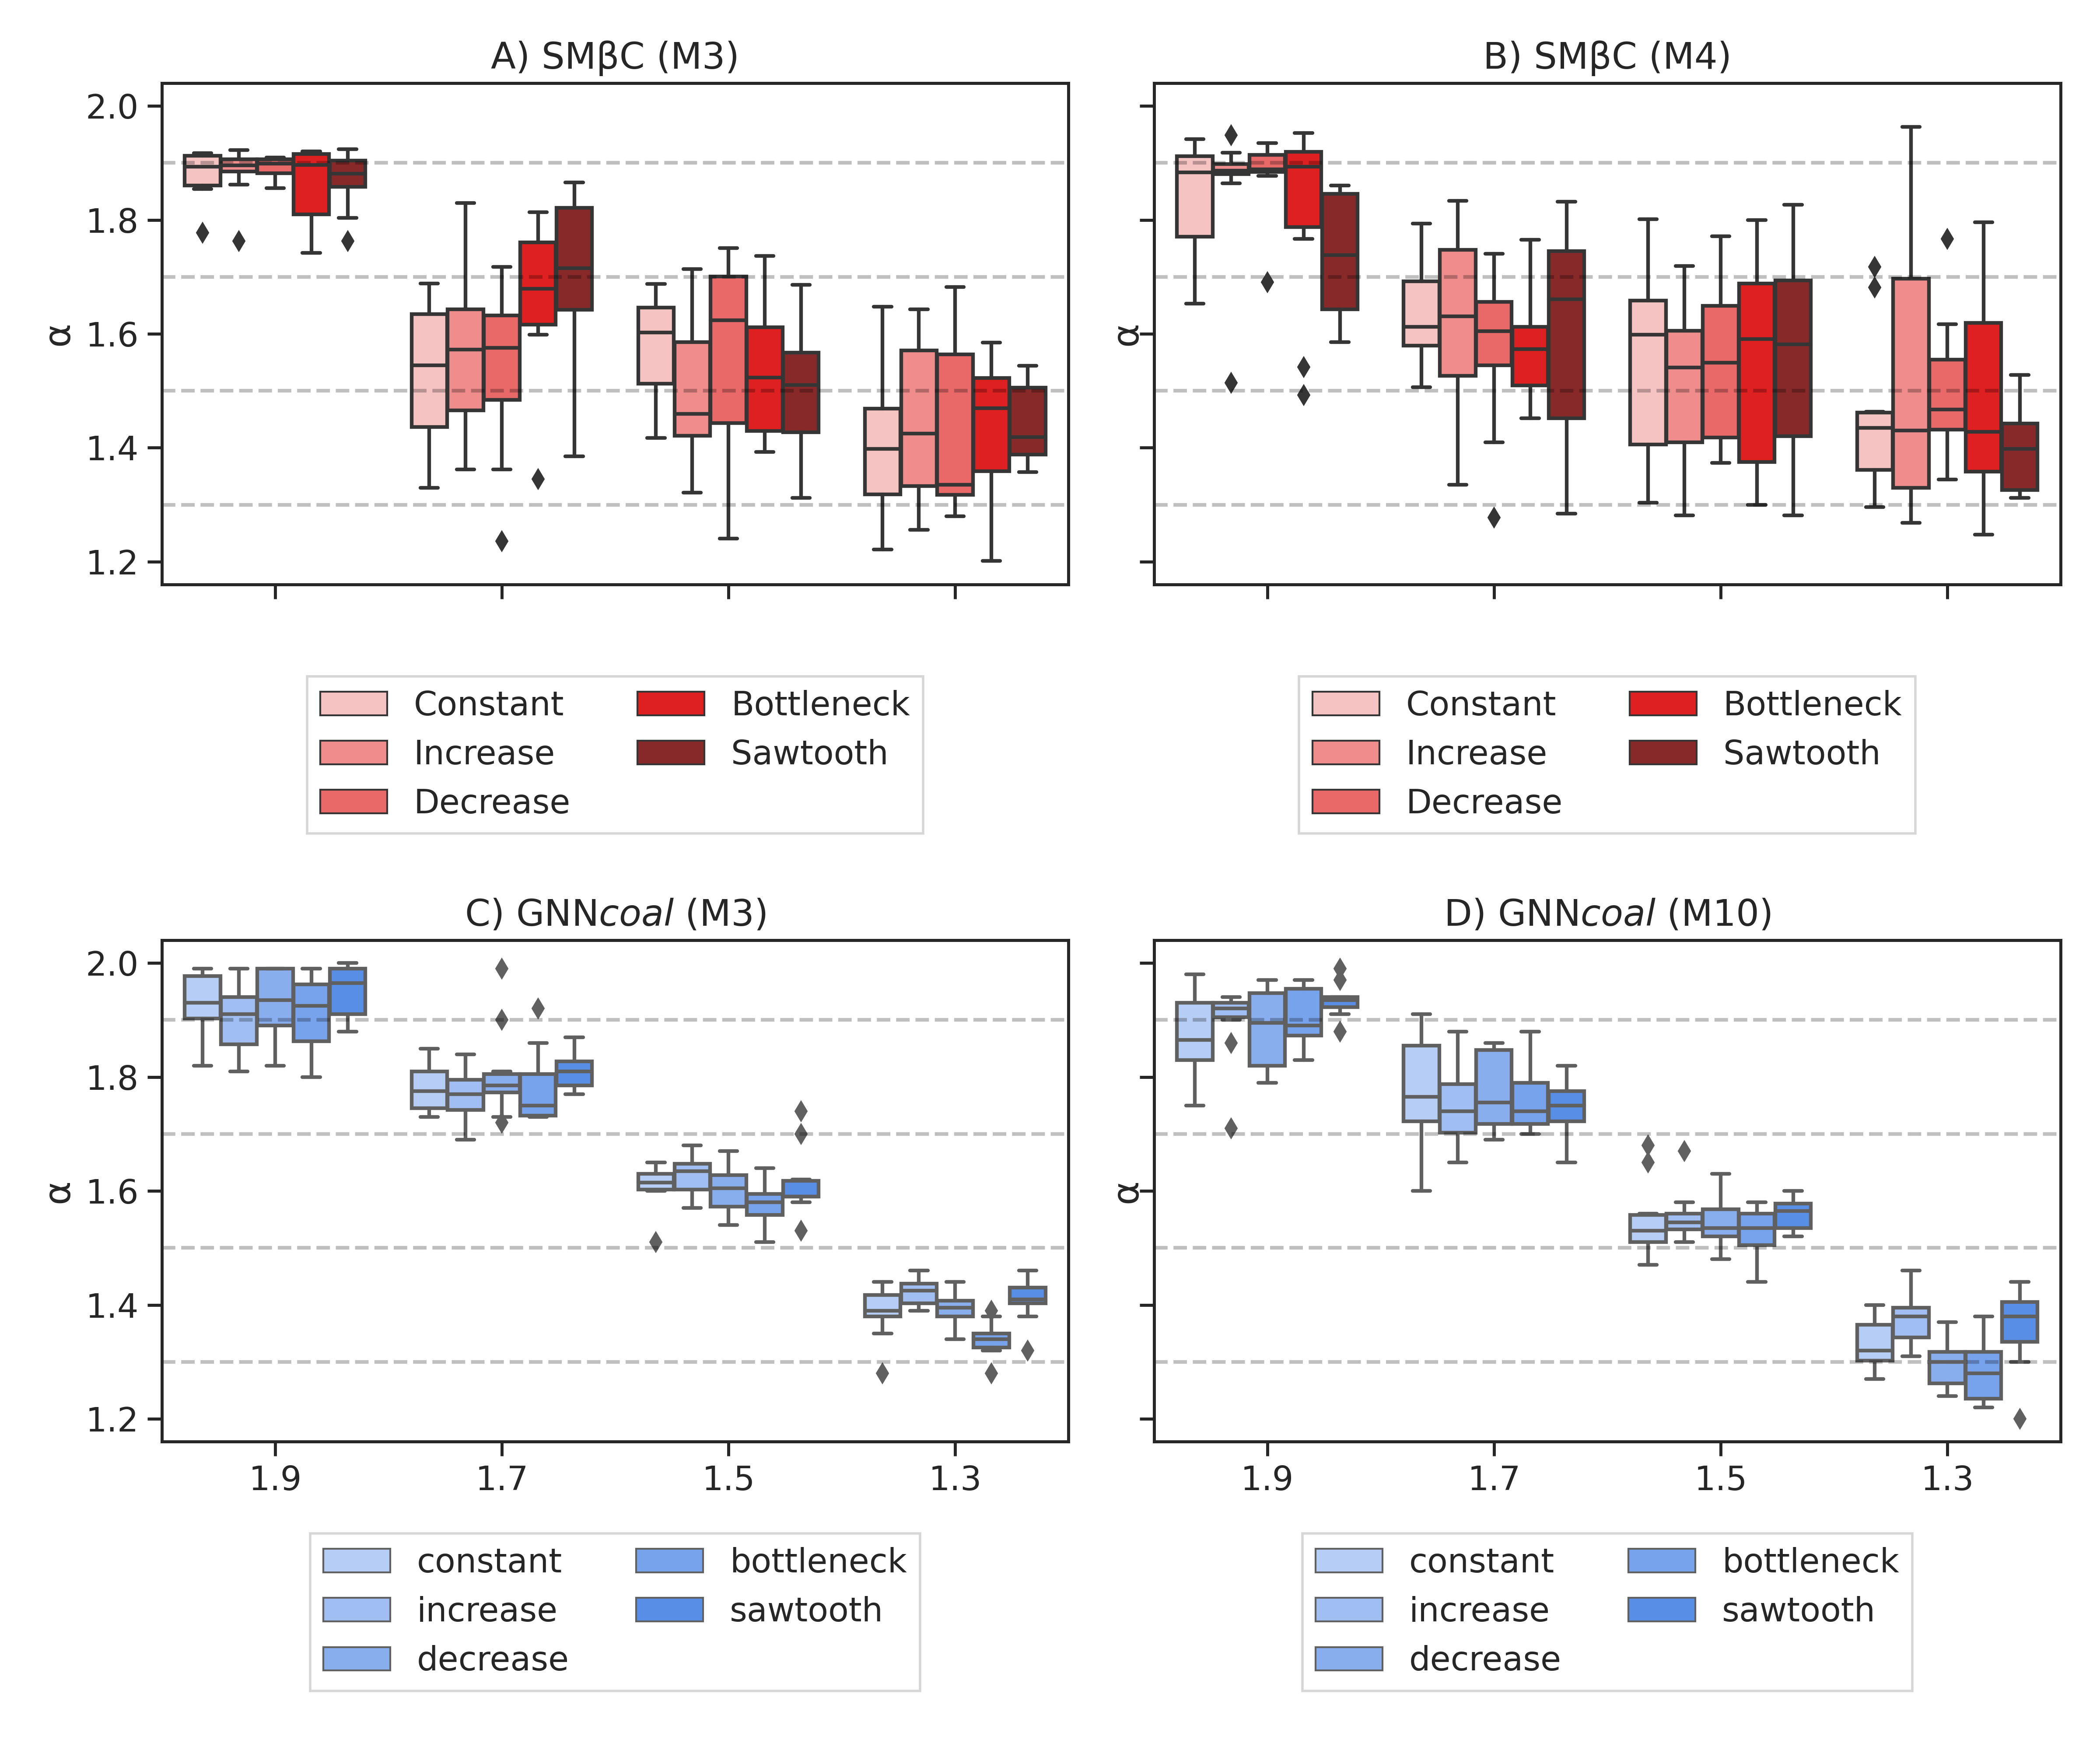 A) SMβC (M3)
B) SMβC (M4)
α
2.0
1.8
1.6
1.4
1.2
α
Constant
Increase
Decrease
Bottleneck
Sawtooth
Constant
Increase
Decrease
Bottleneck
Sawtooth
C) GNNcoal (M3)
D) GNNcoal (M10)
α
2.0
1.8
1.6
1.4
1.2
α
1.9 1.7 1.5 1.3
1.9 1.7 1.5 1.3
constant
increase
decrease
bottleneck
sawtooth
constant
increase
decrease
bottleneck
sawtooth